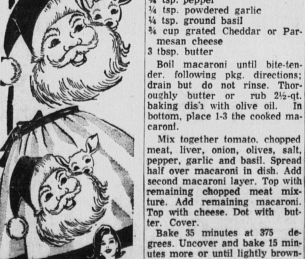 ⅛ tsp. pepper
¼ tsp. powdered garlic
¼ tsp. ground basil
¾ cup grated Cheddar or Par-
mesan cheese
3 tbsp. butter
Boil macaroni until bite-ten-
der. following pkg. directions;
drain but do not rinse. Thor-
oughly butter or rub 2½-qt.
baking dis's with olive oil. In
bottom, place 1-3 the cooked ma-
caroni.
Mix together tomato, chopped
meat, liver, onion, olives, salt,
pepper, garlic and basil. Spread
half over macaroni in dish. Add
second macaroni layer. Top with
remaining chopped meat mix-
ture. Add remaining macaroni.
Top with cheese. Dot with but-
ter. Cover.
Bake 35 minutes at 375 de-
grees. Uncover and bake 15 min-
utes more or until lightly brown-